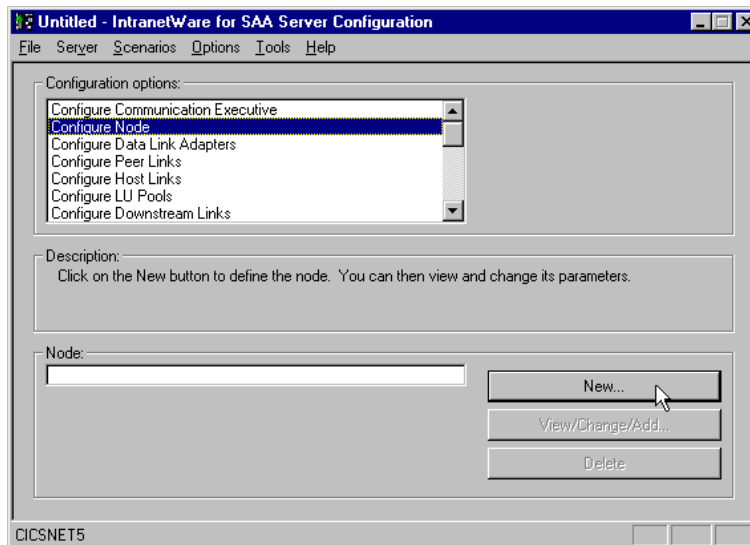 Untitled - IntranetWare for SAA Server Configuration
File Server Scenarios Options Tools Help
Configuration options:
Configure Communication Executive
Configure Node
Configure Data Link Adapters
Configure Peer Links
Configure Host Links
Configure LU Pools
Configure Downstream Links
Description:
Click on the New button to define the node. You can then view and change its parameters.
Node:
New...
View/Change/Add...
Delete
CICSNET5